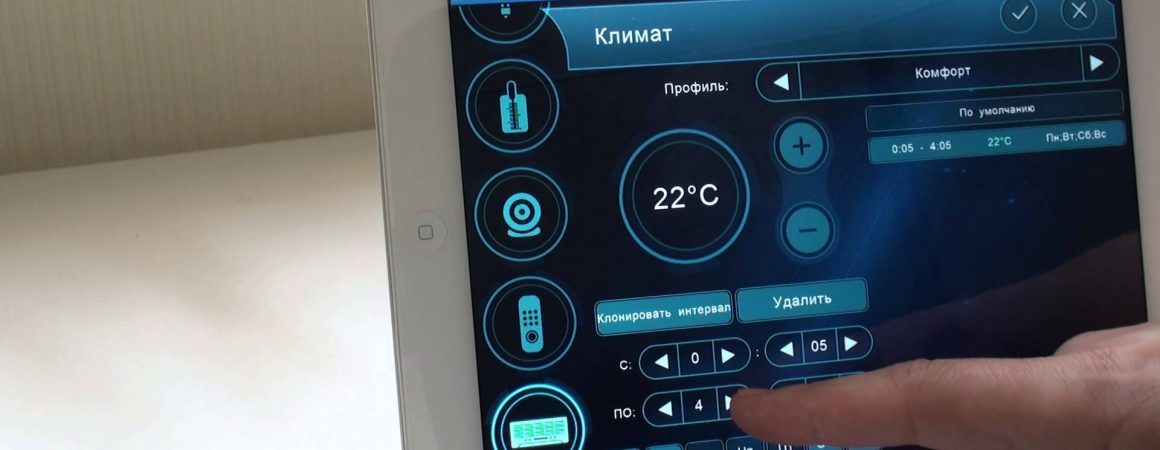 Климат
Профиль: Комфорт
По умолчанию
0:05 - 4:05 22°C Пн;Вт;Сб;Вс
22°C
Клонировать интервал Удалить
С: 0 : 05
ПО: 4